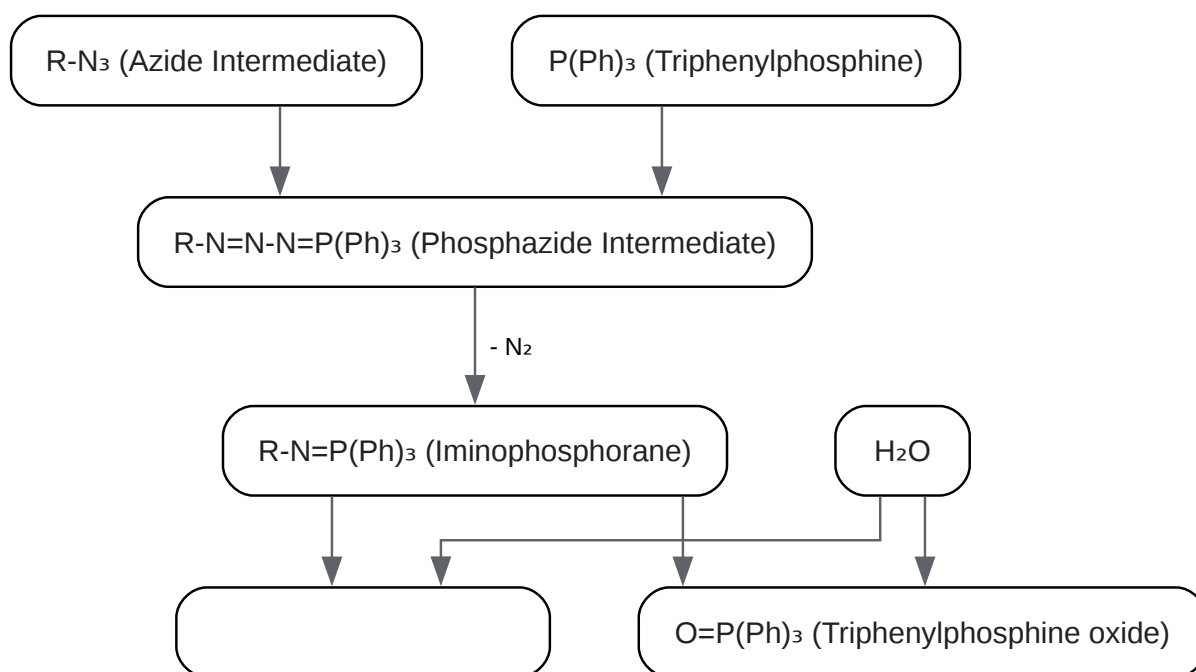 R-N₃ (Azide Intermediate)
P(Ph)₃ (Triphenylphosphine)
R-N=N-N=P(Ph)₃ (Phosphazide Intermediate)
- N₂
R-N=P(Ph)₃ (Iminophosphorane)
H₂O
O=P(Ph)₃ (Triphenylphosphine oxide)